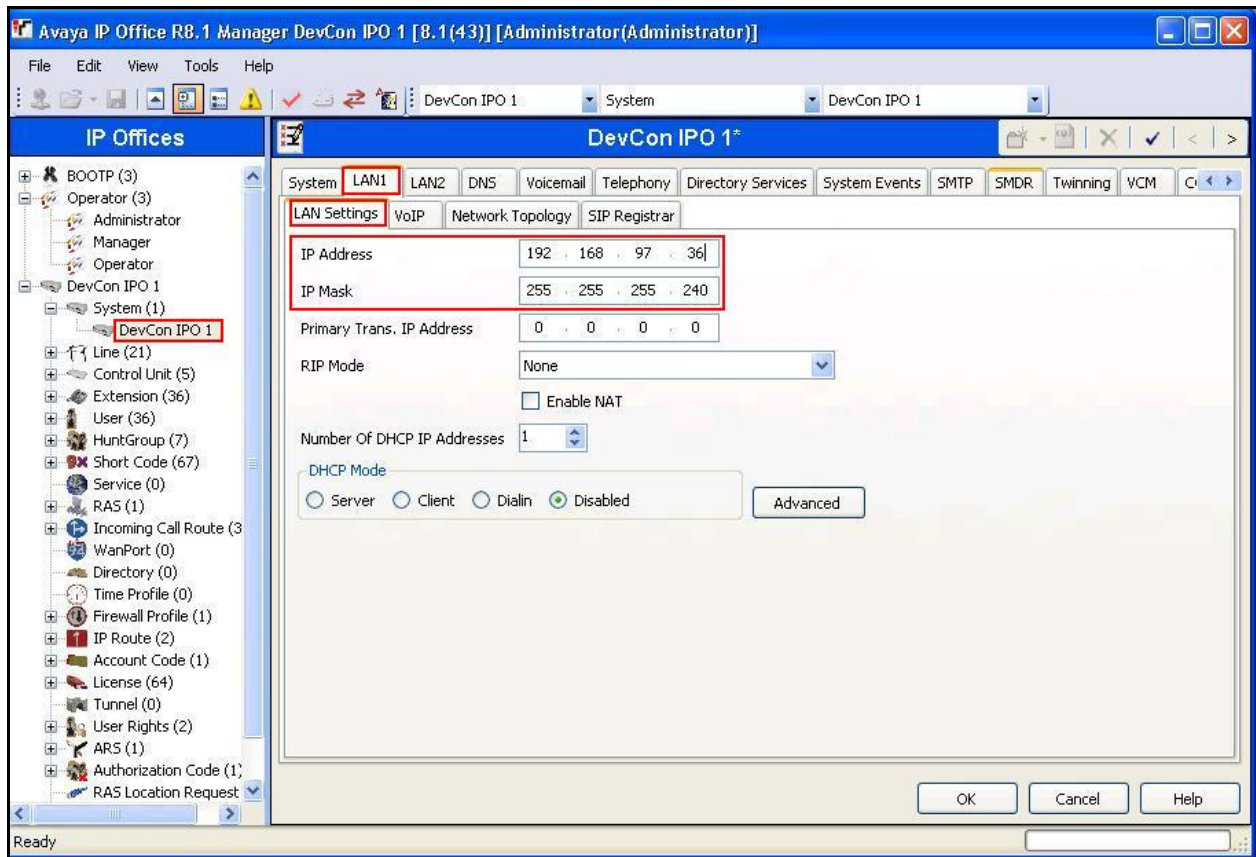 Avaya IP Office R8.1 Manager DevCon IPO 1 [8.1(43)] [Administrator(Administrator)]
File Edit View Tools Help
DevCon IPO 1 System DevCon IPO 1
IP Offices
BOOTP (3)
Operator (3)
Administrator
Manager
Operator
DevCon IPO 1
System (1)
DevCon IPO 1
Line (21)
Control Unit (5)
Extension (36)
User (36)
HuntGroup (7)
Short Code (67)
Service (0)
RAS (1)
Incoming Call Route (3
WanPort (0)
Directory (0)
Time Profile (0)
Firewall Profile (1)
IP Route (2)
Account Code (1)
License (64)
Tunnel (0)
User Rights (2)
ARS (1)
Authorization Code (1)
RAS Location Request
DevCon IPO 1*
System LAN1 LAN2 DNS Voicemail Telephony Directory Services System Events SMTP SMDR Twinning VCM
LAN Settings VoIP Network Topology SIP Registrar
IP Address 192 . 168 . 97 . 36
IP Mask 255 . 255 . 255 . 240
Primary Trans. IP Address 0 . 0 . 0 . 0
RIP Mode None
Enable NAT
Number Of DHCP IP Addresses 1
DHCP Mode
Server Client Dialin Disabled Advanced
OK Cancel Help
Ready